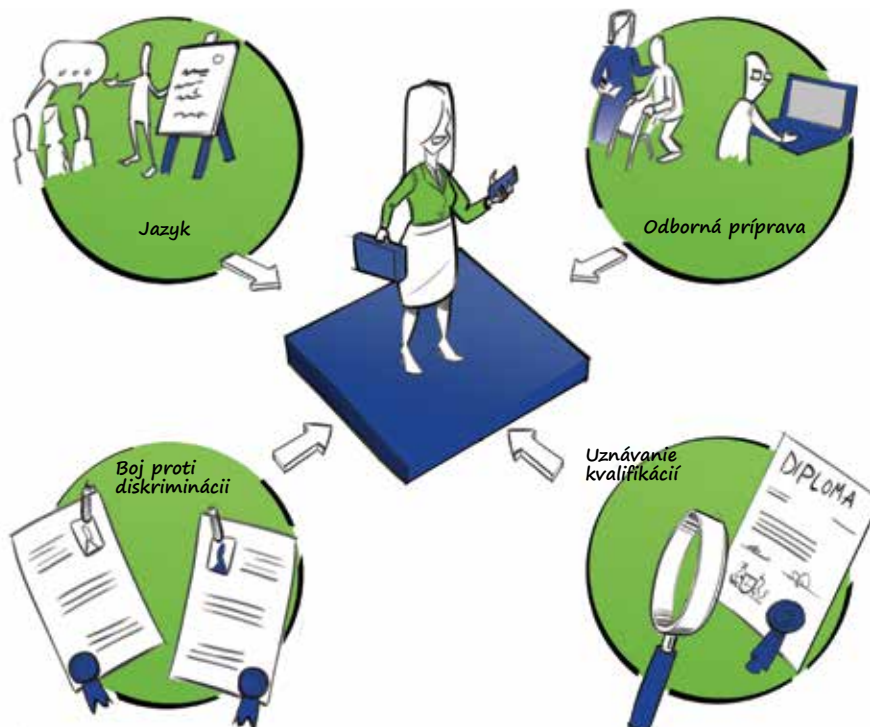 Jazyk
Odborná príprava
Boj proti
diskriminácii
Uznávanie
kvalifikácií
DIPLOMA